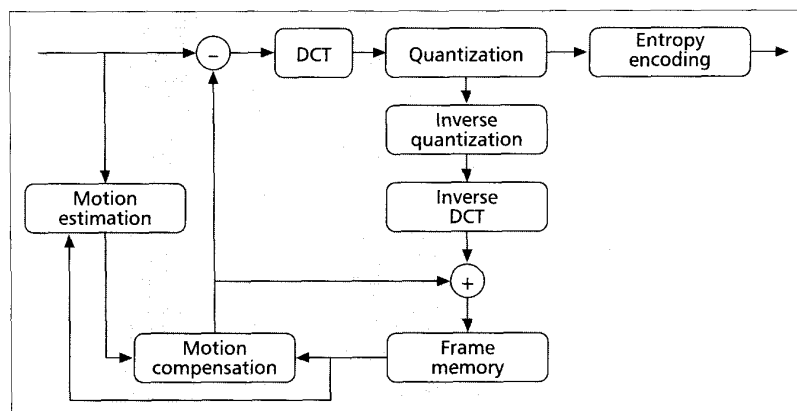 −
DCT
Quantization
Entropy
encoding
Inverse
quantization
Motion
estimation
Inverse
DCT
+
Motion
compensation
Frame
memory